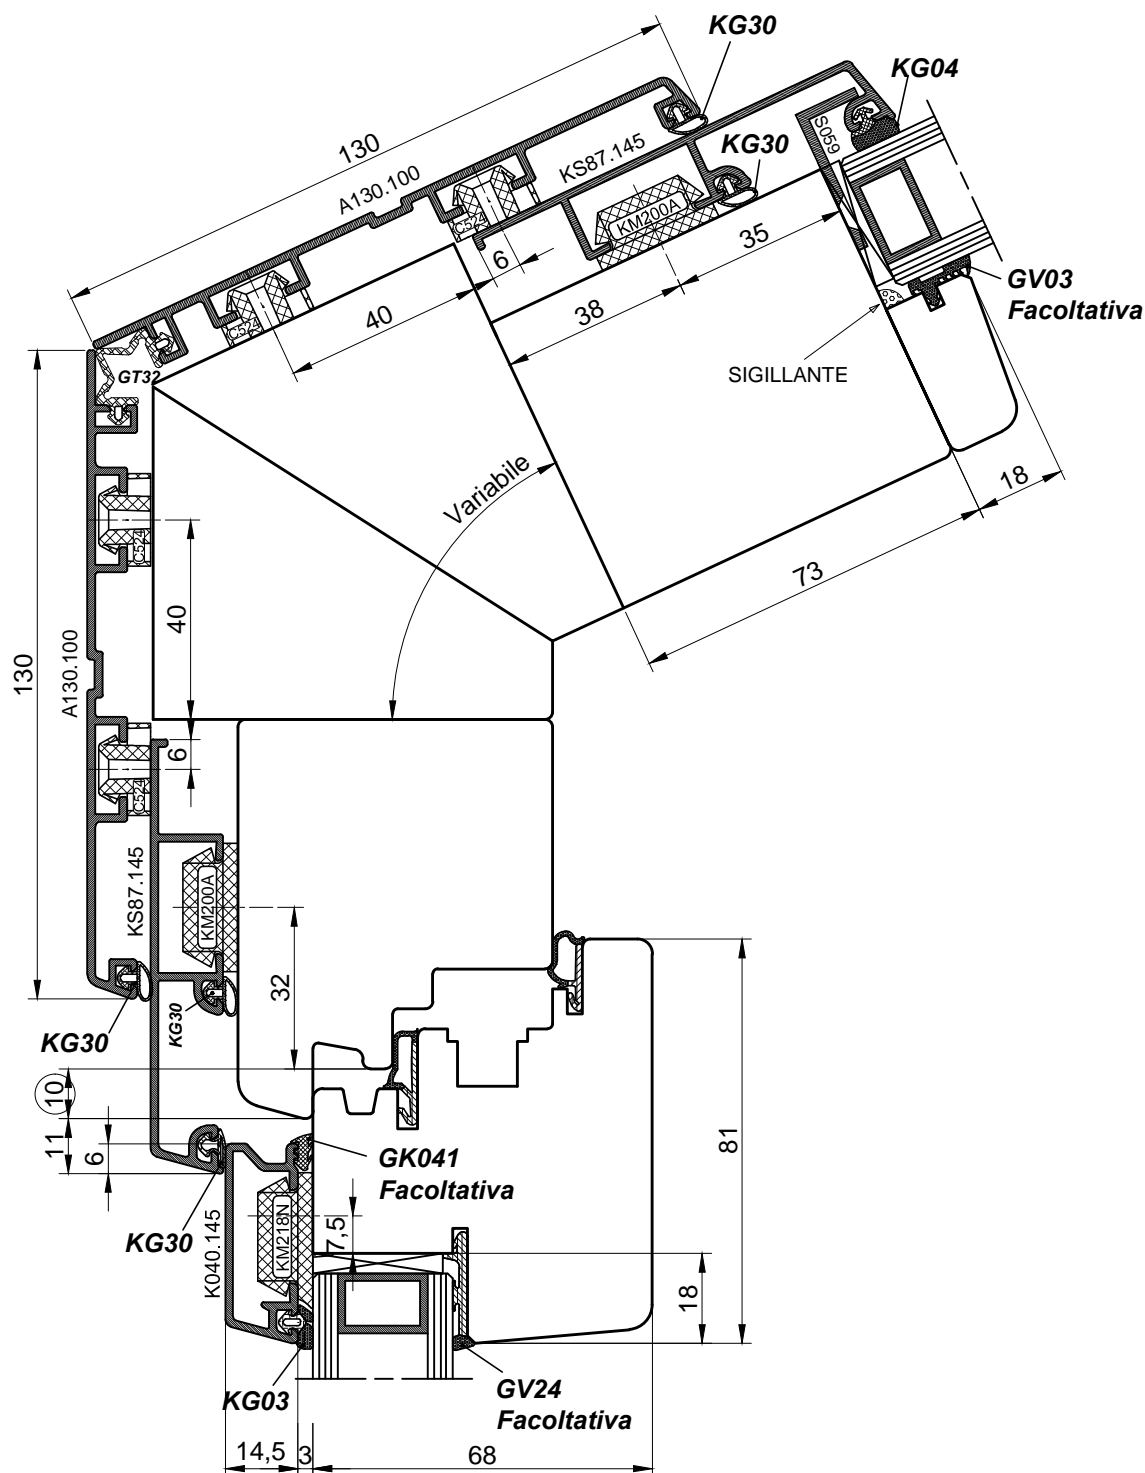 KG30
KG04
130
KS87.145
S059
A130.100
KG30
C524
KM200A
6
35
GV03
Facoltativa
C524
40
38
GT32
SIGILLANTE
Variabile
18
C524
73
40
130
A130.100
6
C524
KS87.145
KM200A
32
KG30
KG30
10
81
11
6
GK041
Facoltativa
KG30
K040.145
KM218N
7,5
18
KG03
GV24
Facoltativa
14,5
3
68